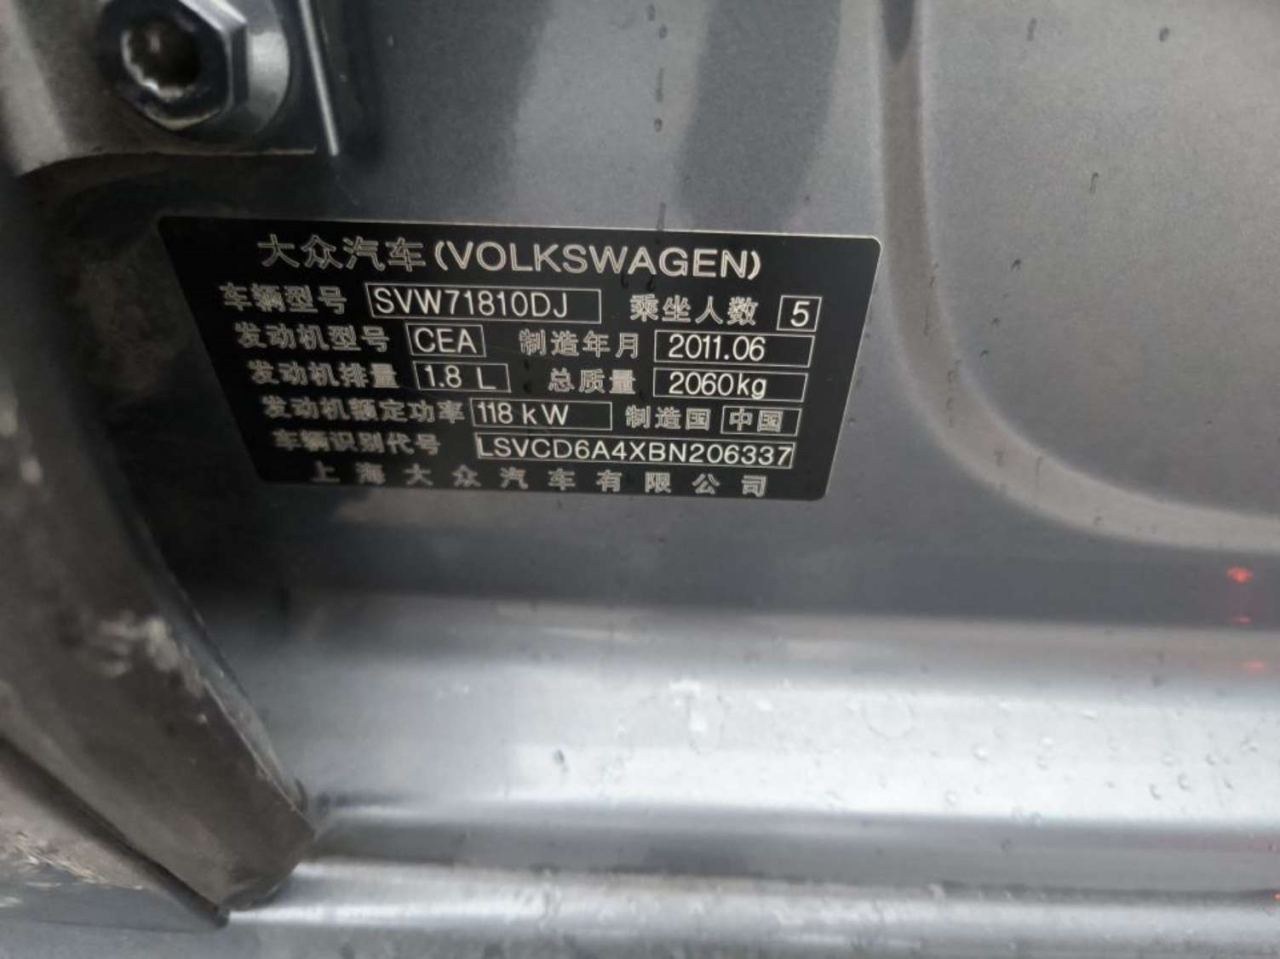 大众汽车(VOLKSWAGEN)
车辆型号 SVW71810DJ 乘坐人数 5
发动机型号 CEA 制造年月 2011.06
发动机排量 1.8 L 总质量 2060kg
发动机额定功率 118 kW 制造国 中国
车辆识别代号 LSVCD6A4XBN206337
上海大众汽车有限公司